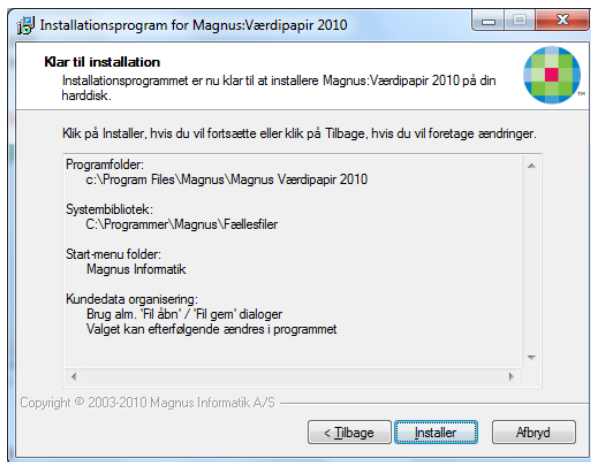 Installationsprogram for Magnus:Værdipapir 2010
Klar til installation
Installationsprogrammet er nu klar til at installere Magnus:Værdipapir 2010 på din
harddisk.
TM
Klik på Installer, hvis du vil fortsætte eller klik på Tilbage, hvis du vil foretage ændringer.
Programfolder:
c:\Program Files\Magnus\Magnus Værdipapir 2010
Systembibliotek:
C:\Programmer\Magnus\Fællesfiler
Start-menu folder:
Magnus Informatik
Kundedata organisering:
Brug alm. 'Fil åbn' / 'Fil gem' dialoger
Valget kan efterfølgende ændres i programmet
Copyright © 2003-2010 Magnus Informatik A/S
< Tilbage
Installer
Afbryd